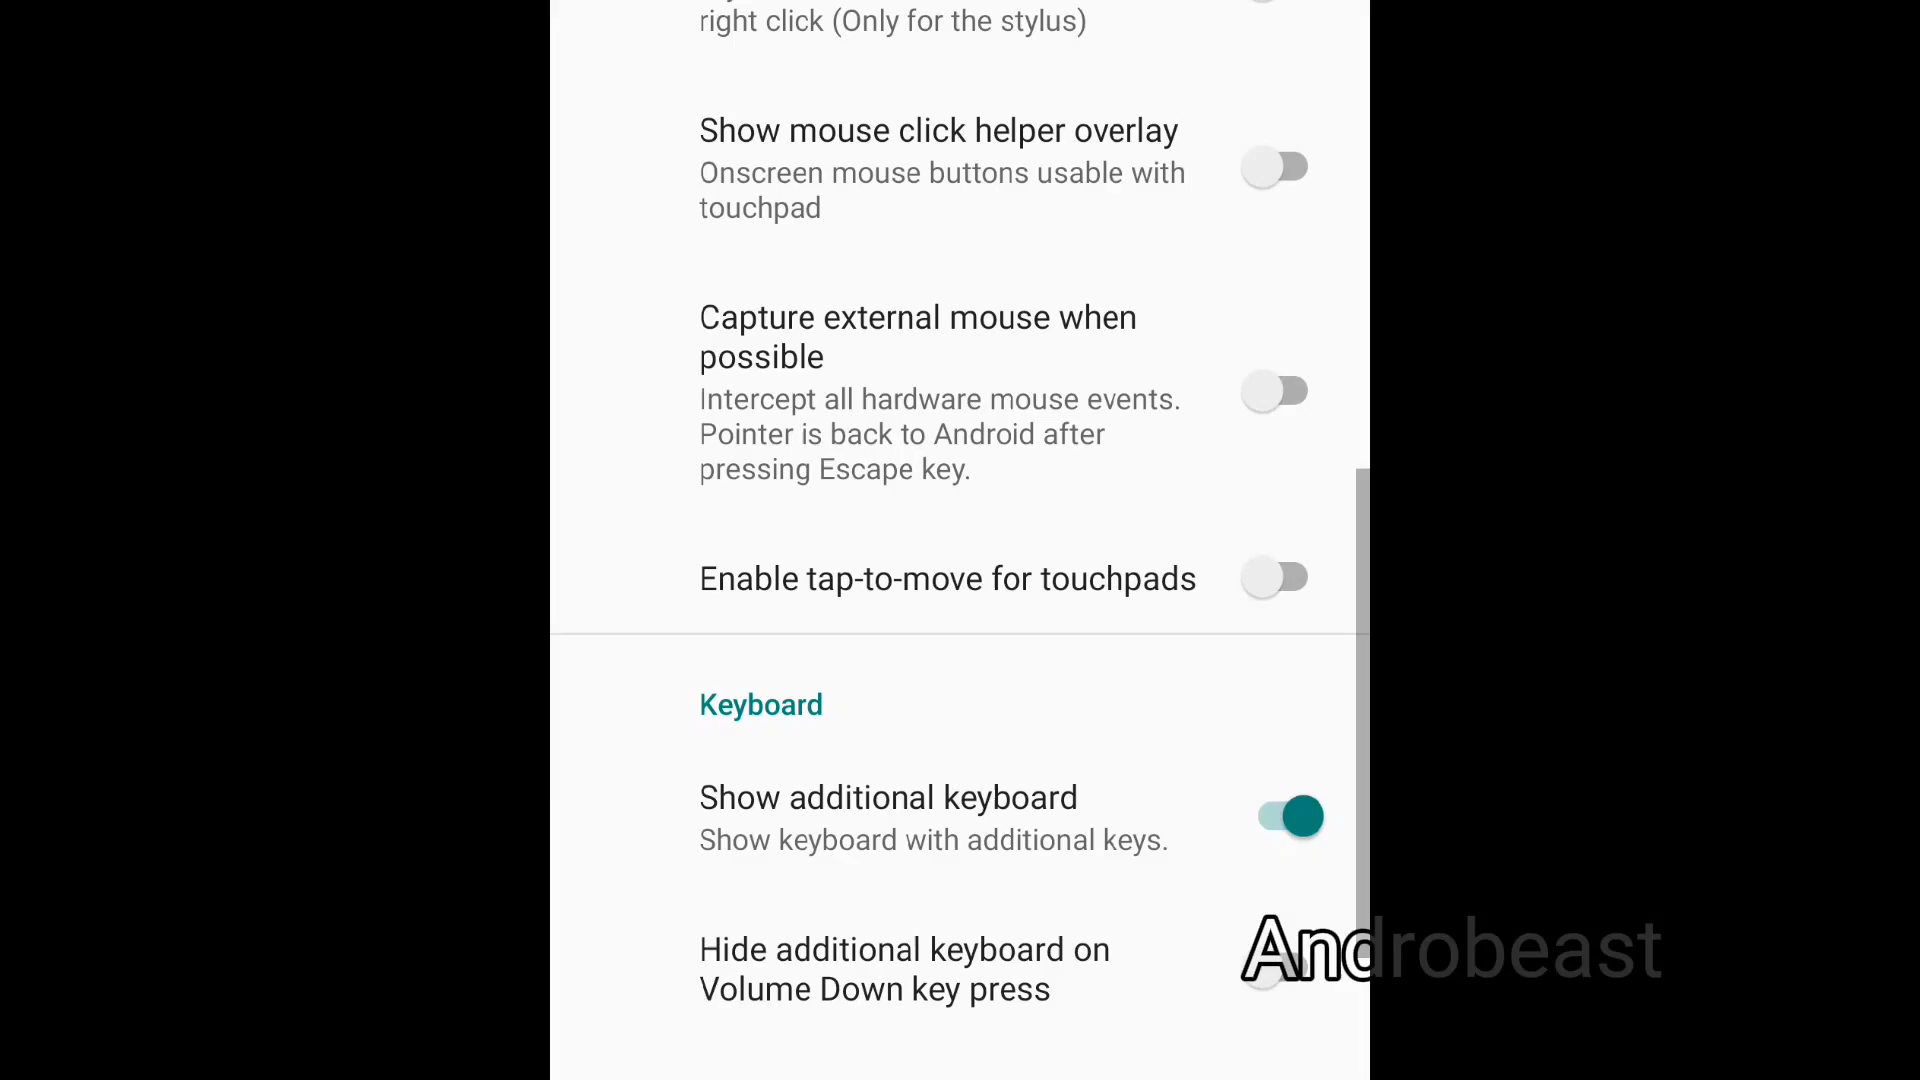 right click (Only for the stylus)
Show mouse click helper overlay
Onscreen mouse buttons usable with
touchpad
Capture external mouse when
possible
Intercept all hardware mouse events.
Pointer is back to Android after
pressing Escape key.
Enable tap-to-move for touchpads
Keyboard
Show additional keyboard
Show keyboard with additional keys.
Hide additional keyboard on
Volume Down key press
Androbeast